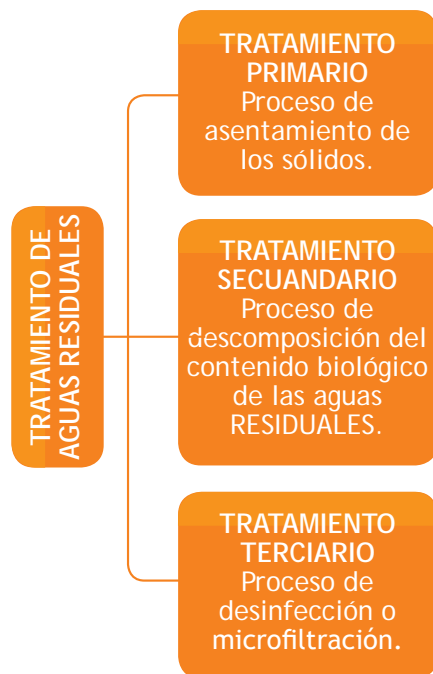 TRATAMIENTO DE
AGUAS RESIDUALES
TRATAMIENTO
PRIMARIO
Proceso de
asentamiento de
los sólidos.
TRATAMIENTO
SECUANDARIO
Proceso de
descomposición del
contenido biológico
de las aguas
RESIDUALES.
TRATAMIENTO
TERCIARIO
Proceso de
desinfección o
microfiltración.